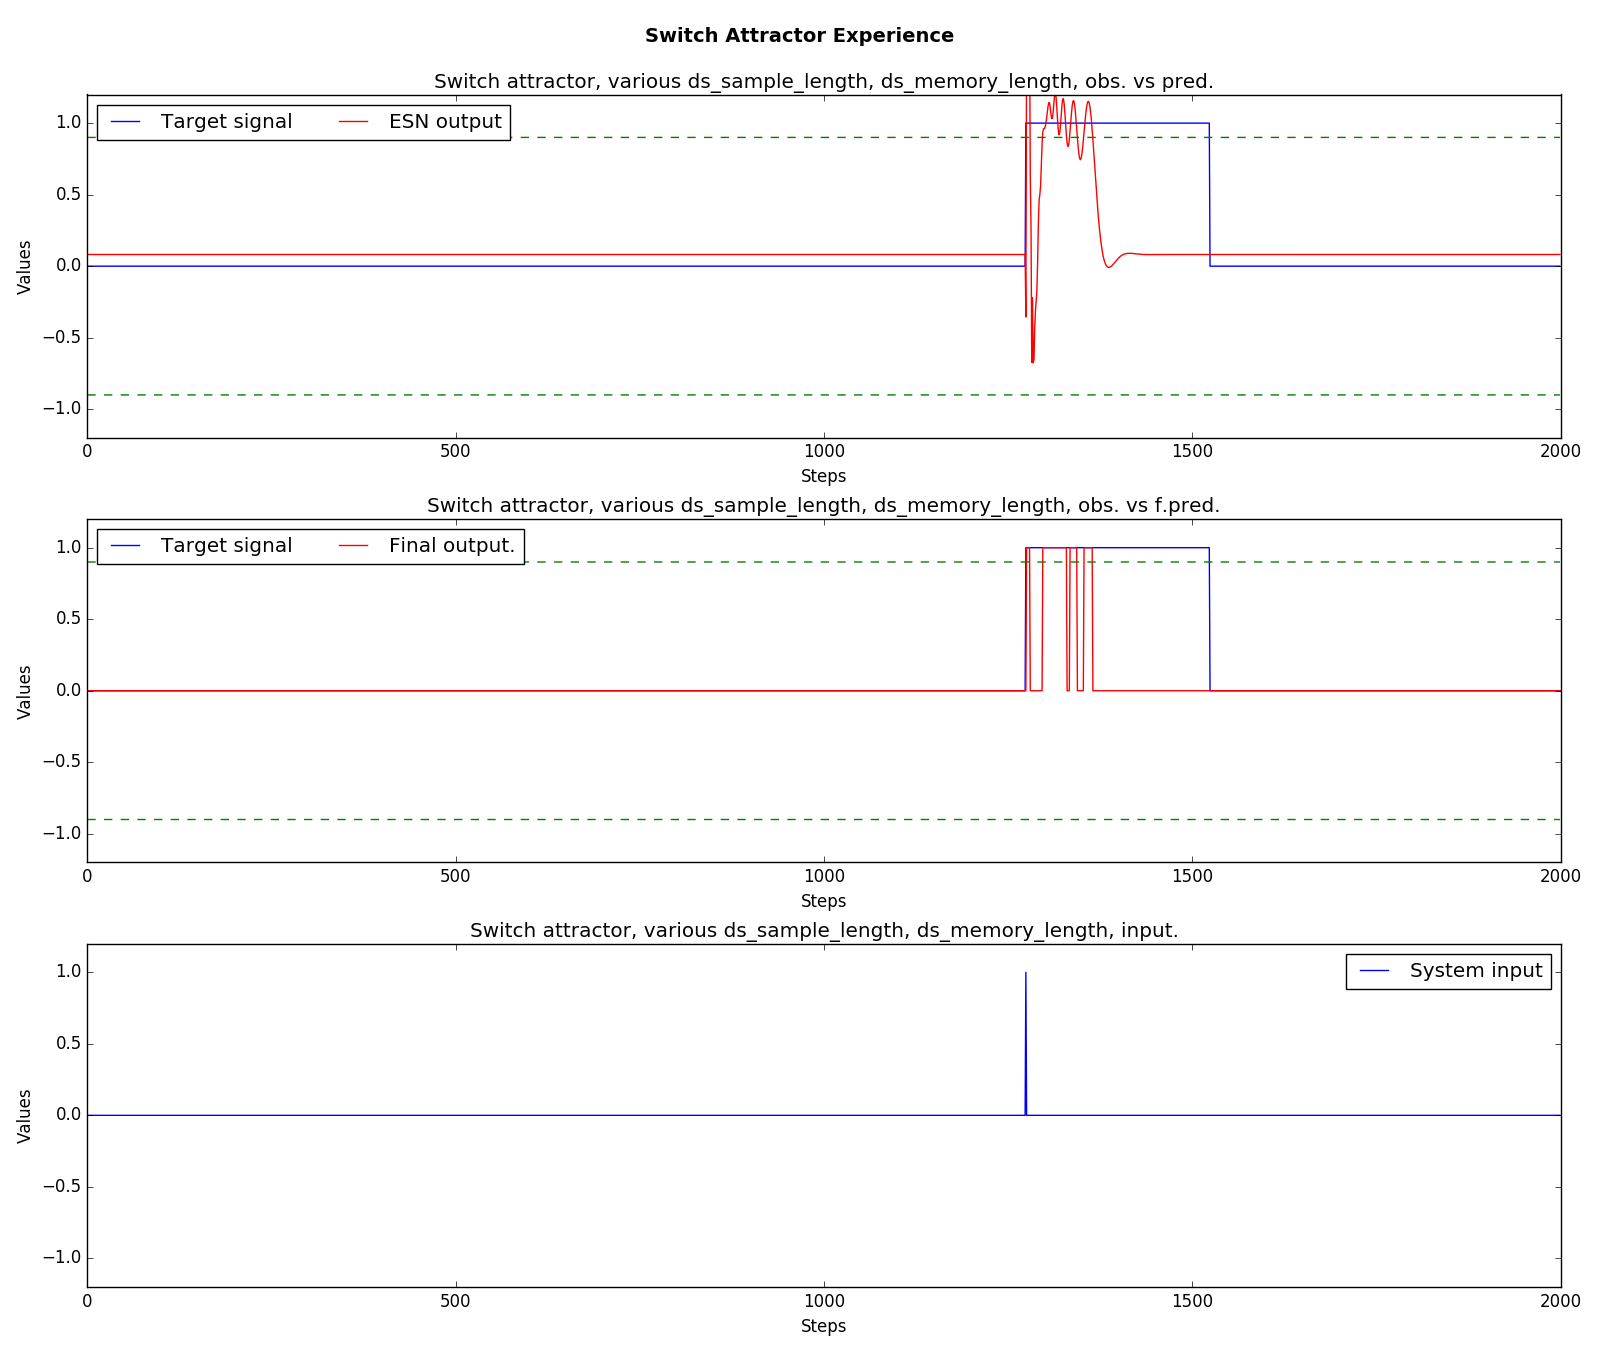 Switch Attractor Experience
Switch attractor, various ds_sample_length, ds_memory_length, obs. vs pred.
Target signal ESN output
Values
1.0
0.5
0.0
−0.5
−1.0
0 500 1000 1500 2000
Steps
Switch attractor, various ds_sample_length, ds_memory_length, obs. vs f.pred.
Target signal Final output.
Values
1.0
0.5
0.0
−0.5
−1.0
0 500 1000 1500 2000
Steps
Switch attractor, various ds_sample_length, ds_memory_length, input.
System input
Values
1.0
0.5
0.0
−0.5
−1.0
0 500 1000 1500 2000
Steps